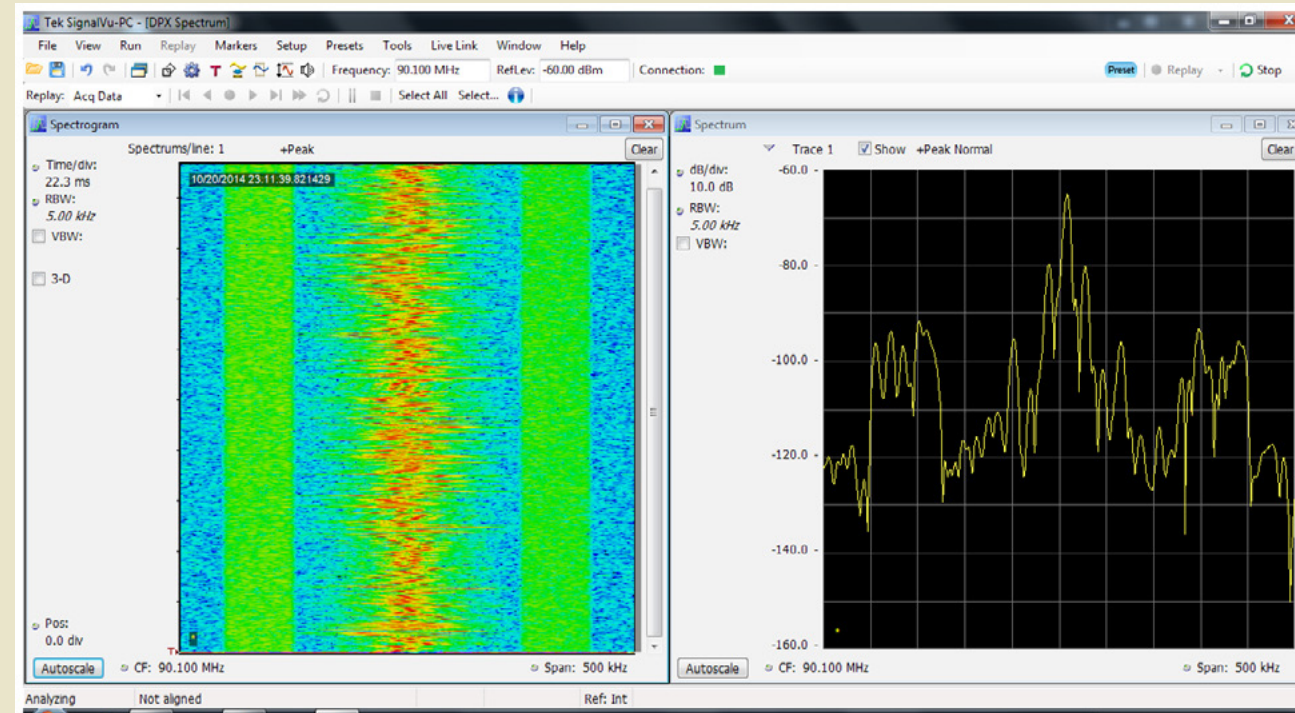 Tek SignalVu-PC - [DPX Spectrum]
File View Run Replay Markers Setup Presets Tools Live Link Window Help
T Frequency: 90.100 MHz RefLev: -60.00 dBm Connection: Preset Replay Stop
Replay: Acq Data Select All Select...
Spectrogram
Spectrums/line: 1 +Peak Clear
Time/div:
22.3 ms
RBW:
5.00 kHz
VBW:
3-D
10/20/2014 23:11:39.821429
Pos:
0.0 div
Autoscale CF: 90.100 MHz Span: 500 kHz
Spectrum
Trace 1 Show +Peak Normal Clear
dB/div:
10.0 dB
RBW:
5.00 kHz
VBW:
-60.0
-80.0
-100.0
-120.0
-140.0
-160.0
Autoscale CF: 90.100 MHz Span: 500 kHz
Analyzing Not aligned Ref: Int